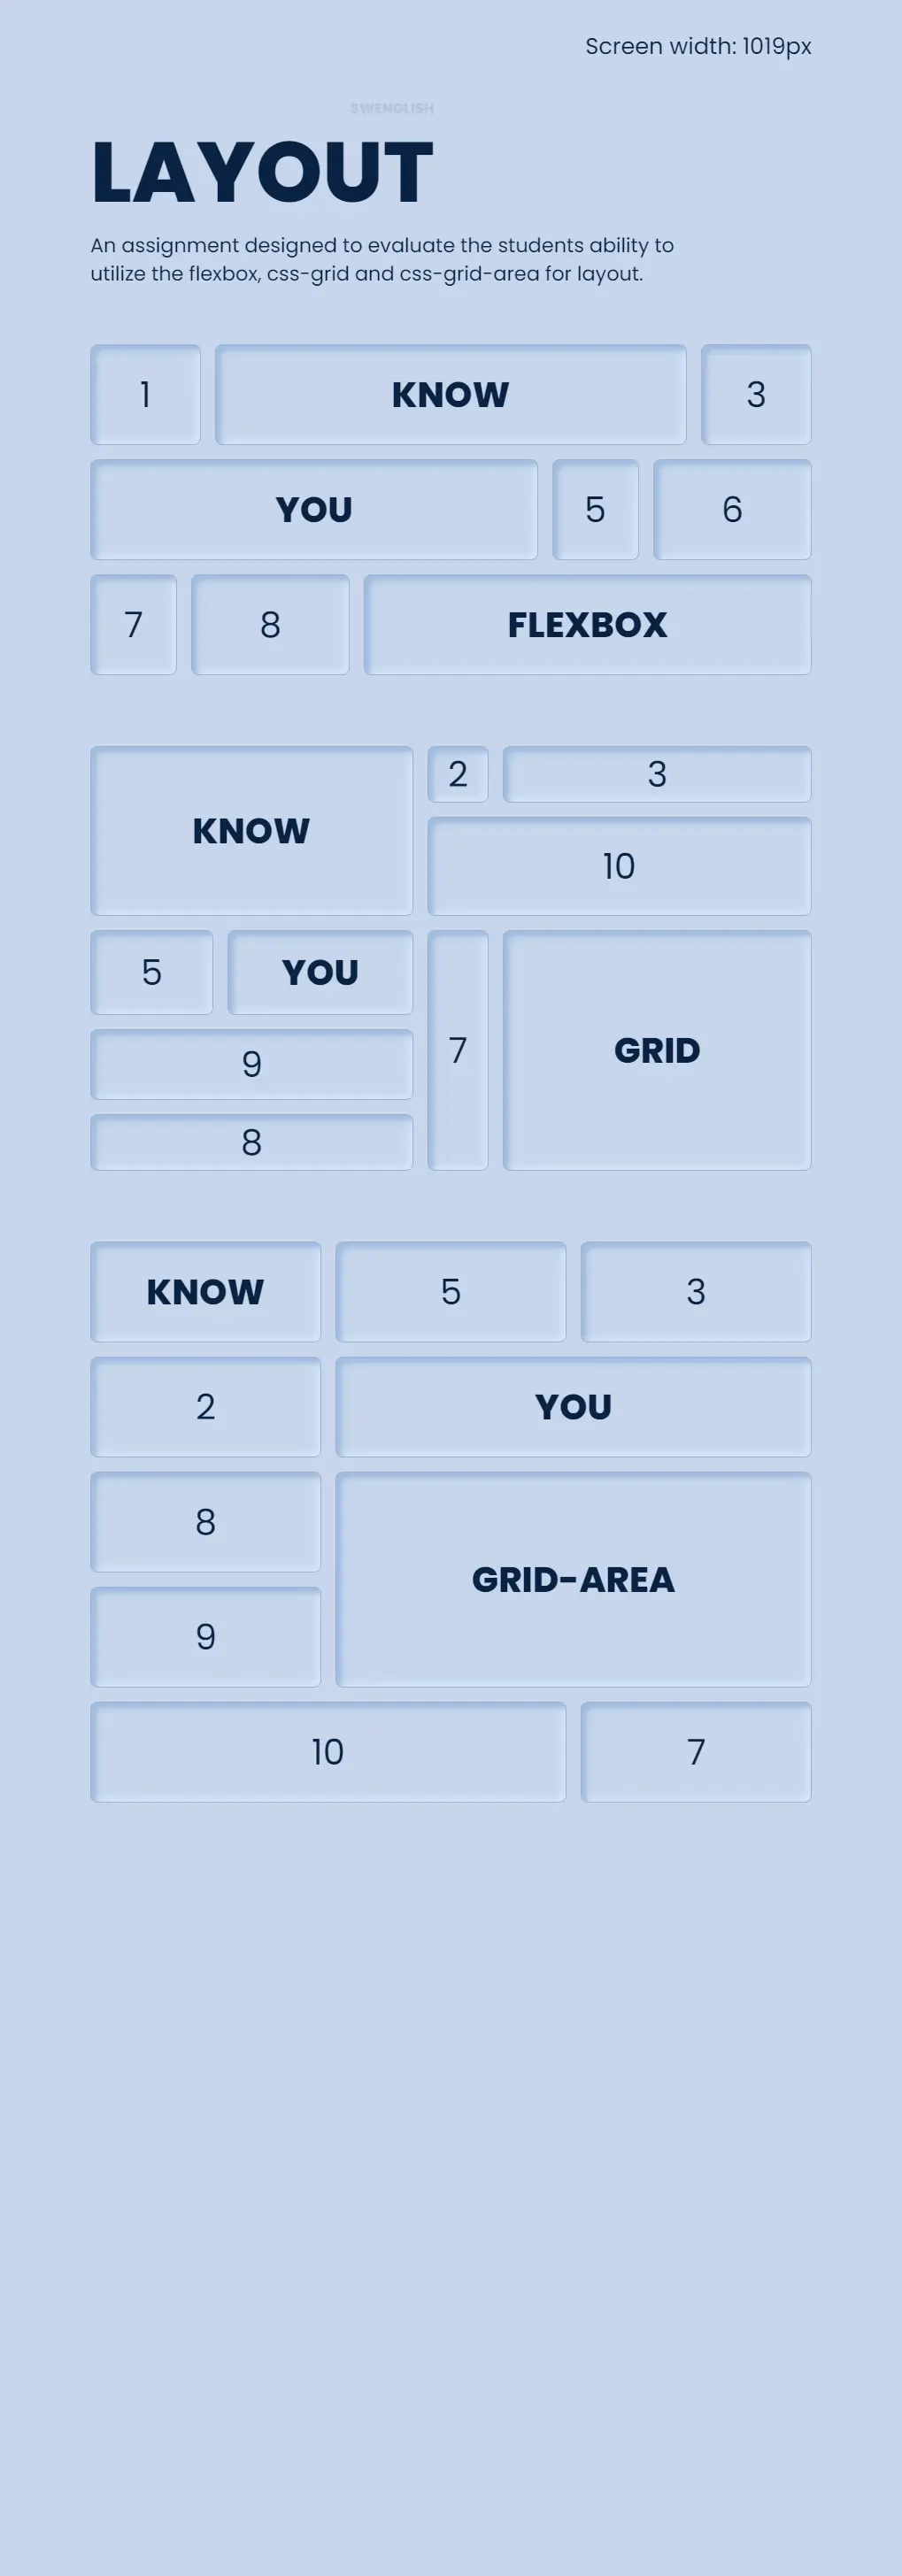 Screen width: 1019px
SWENGLISH
LAYOUT
An assignment designed to evaluate the students ability to
utilize the flexbox, css-grid and css-grid-area for layout.
1 KNOW 3
YOU 5 6
7 8 FLEXBOX
2 3
KNOW
10
5 YOU
7 GRID
9
8
KNOW 5 3
2 YOU
8
GRID-AREA
9
10 7